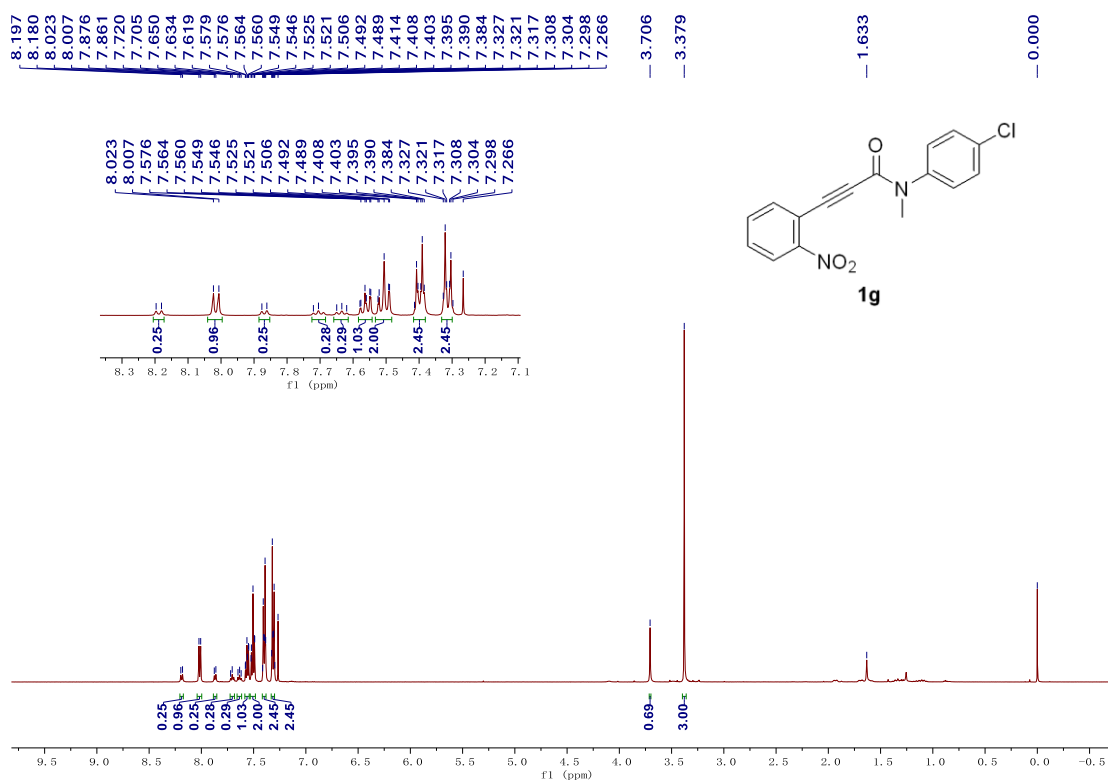 8.197 8.180 8.023 8.007 7.876 7.861 7.720 7.705 7.650 7.634 7.619 7.579 7.576 7.564 7.560 7.549 7.546 7.525 7.521 7.506 7.492 7.489 7.414 7.408 7.403 7.395 7.390 7.384 7.327 7.321 7.317 7.308 7.304 7.298 7.266
3.706
3.379
1.633
0.000
8.023 8.007 7.576 7.564 7.560 7.549 7.546 7.525 7.521 7.506 7.492 7.489 7.408 7.403 7.395 7.390 7.384 7.327 7.321 7.317 7.308 7.304 7.298 7.266
Cl
O
N
NO2
1g
0.25 0.96 0.25 0.28 0.29 1.03 2.00 2.45 2.45
8.3 8.2 8.1 8.0 7.9 7.8 7.7 7.6 7.5 7.4 7.3 7.2 7.1
f1 (ppm)
0.25 0.96 0.25 0.28 0.29 1.03 2.00 2.45 2.45 0.69 3.00
9.5 9.0 8.5 8.0 7.5 7.0 6.5 6.0 5.5 5.0 4.5 4.0 3.5 3.0 2.5 2.0 1.5 1.0 0.5 0.0 -0.5
f1 (ppm)